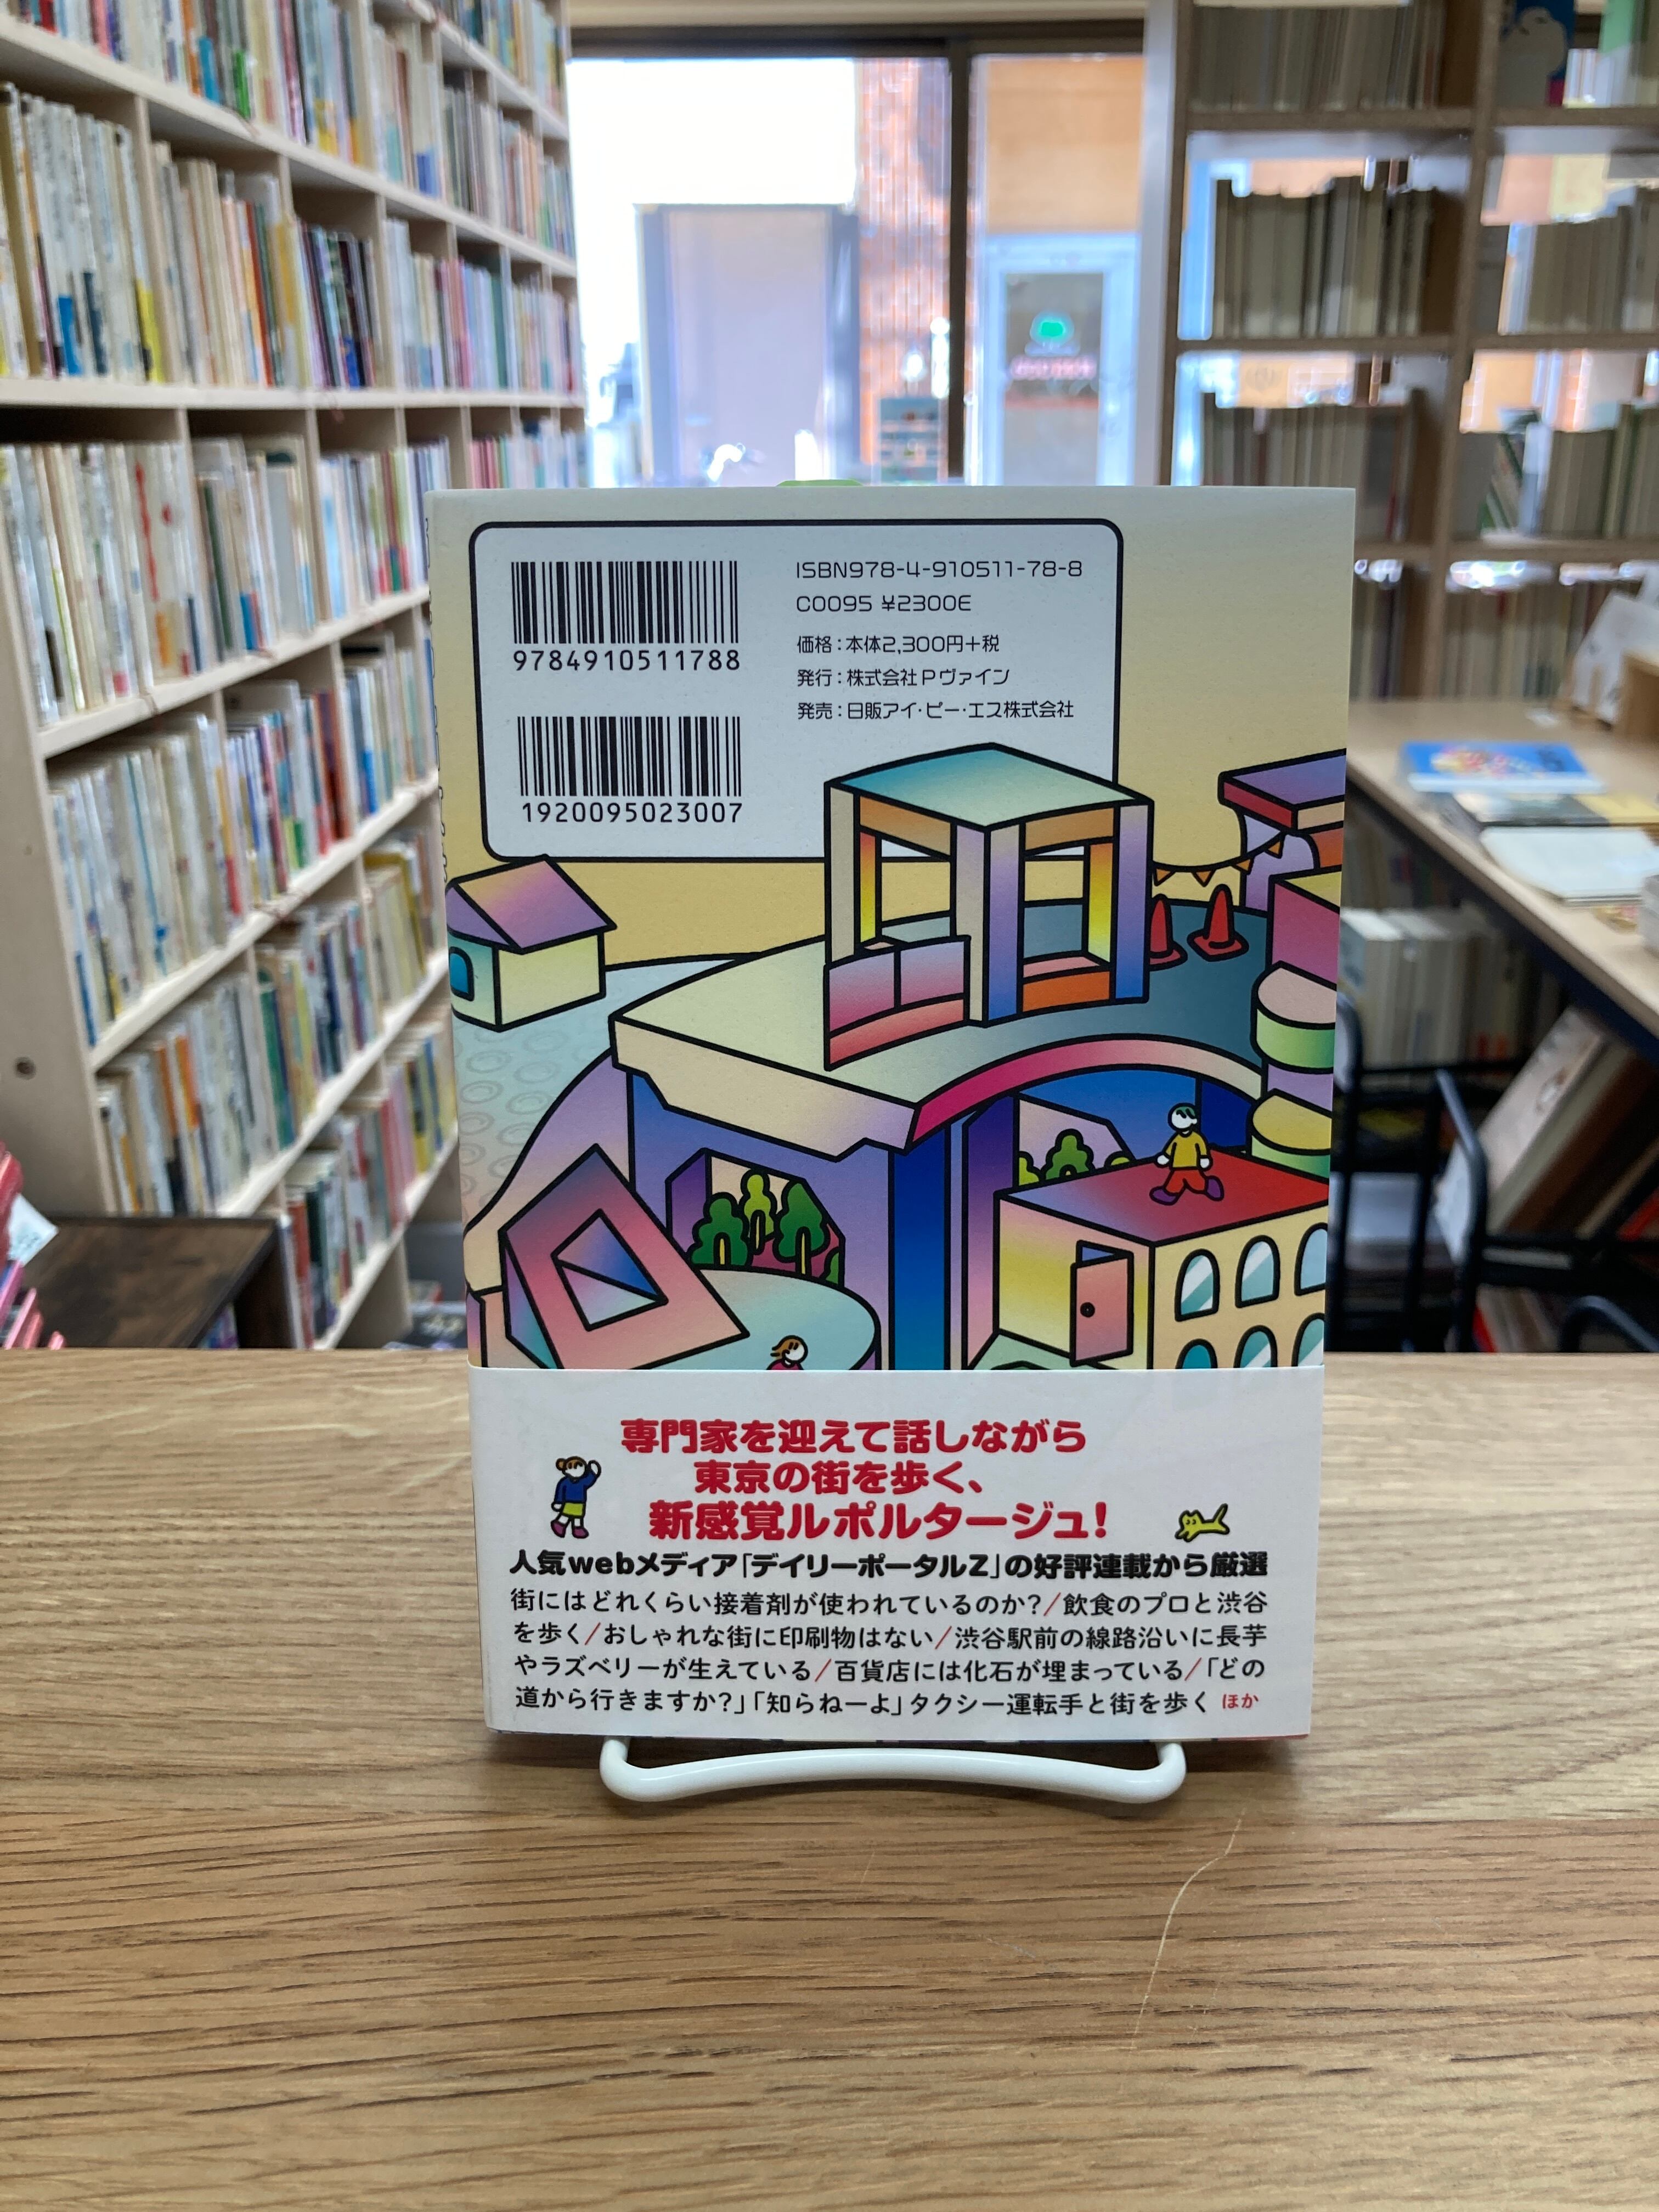 ISBN978-4-910511-78-8
C0095 ¥2300E
価格：本体2,300円+税
発行：株式会社Pヴァイン
発売：日販アイ・ピー・エス株式会社
9784910511788
1920095023007
専門家を迎えて話しながら
東京の街を歩く、
新感覚ルポルタージュ!
人気webメディア「デイリーポータルZ」の好評連載から厳選
街にはどれくらい接着剤が使われているのか?/飲食のプロと渋谷
を歩く/おしゃれな街に印刷物はない/渋谷駅前の線路沿いに長芋
やラズベリーが生えている/百貨店には化石が埋まっている/「どの
道から行きますか?」「知らねーよ」タクシー運転手と街を歩く ほか